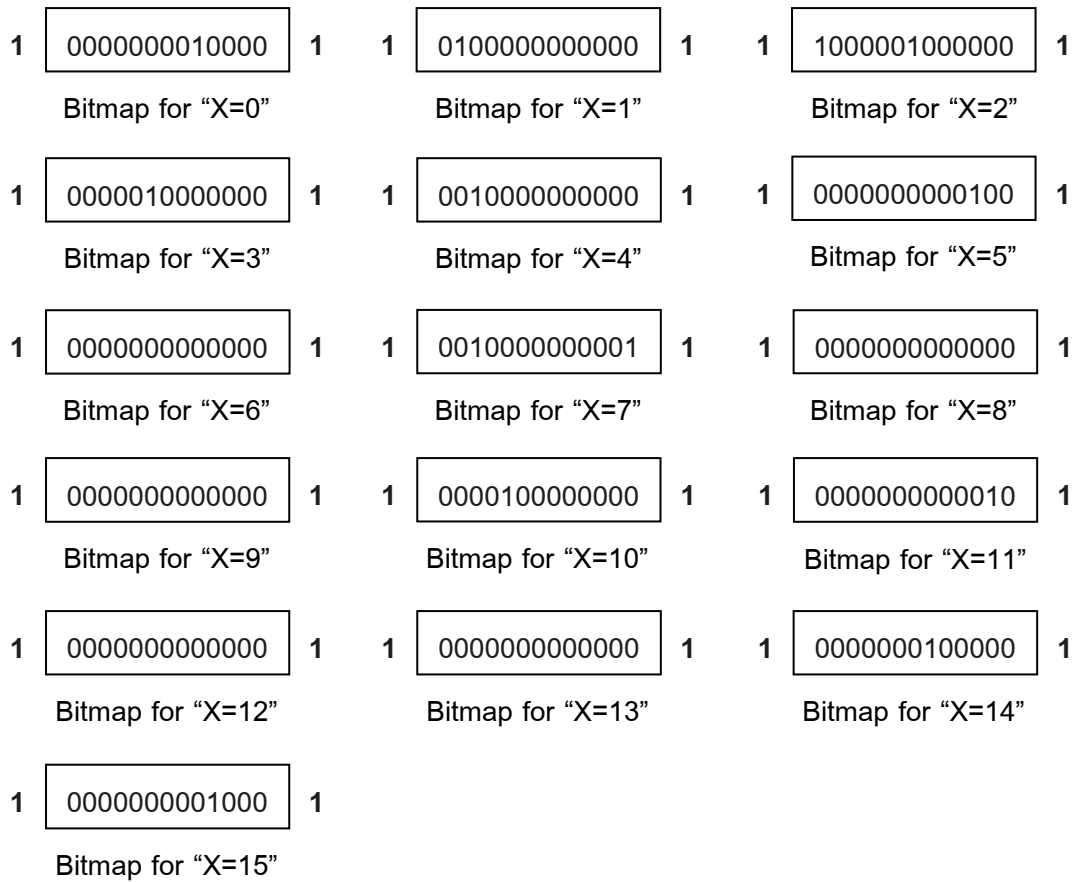 1 0000000010000 1 1 0100000000000 1 1 1000001000000 1
Bitmap for “X=0” Bitmap for “X=1” Bitmap for “X=2”
1 0000010000000 1 1 0010000000000 1 1 0000000000100 1
Bitmap for “X=3” Bitmap for “X=4” Bitmap for “X=5”
1 0000000000000 1 1 0010000000001 1 1 0000000000000 1
Bitmap for “X=6” Bitmap for “X=7” Bitmap for “X=8”
1 0000000000000 1 1 0000100000000 1 1 0000000000010 1
Bitmap for “X=9” Bitmap for “X=10” Bitmap for “X=11”
1 0000000000000 1 1 0000000000000 1 1 0000000100000 1
Bitmap for “X=12” Bitmap for “X=13” Bitmap for “X=14”
1 0000000001000 1
Bitmap for “X=15”